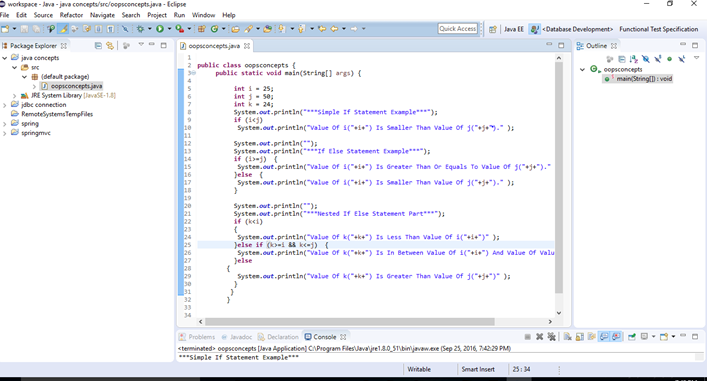 workspace - Java - java concepts/src/oopsconcepts.java - Eclipse
File Edit Source Refactor Navigate Search Project Run Window Help
Quick Access
Java EE
<Database Development>
Functional Test Specification
Package Explorer
java concepts
src
(default package)
oopsconcepts.java
JRE System Library [JavaSE-1.8]
jdbc connection
RemoteSystemsTempFiles
spring
springmvc
oopsconcepts.java
1
2 public class oopsconcepts {
3 public static void main(String[] args) {
4
5 int i = 25;
6 int j = 50;
7 int k = 24;
8 System.out.println("***Simple If Statement Example***");
9 if (i<j)
10 System.out.println("Value Of i("+i+") Is Smaller Than Value Of j("+j+")." );
11
12 System.out.println("");
13 System.out.println("***If Else Statement Example***");
14 if (i>=j) {
15 System.out.println("Value Of i("+i+") Is Greater Than Or Equals To Value Of j("+j+")."
16 }else {
17 System.out.println("Value Of i("+i+") Is Smaller Than Value Of j("+j+")." );
18 }
19
20 System.out.println("");
21 System.out.println("***Nested If Else Statement Part***");
22 if (k<i)
23 {
24 System.out.println("Value Of k("+k+") Is Less Than Value Of i("+i+")" );
25 }else if (k>=i && k<=j) {
26 System.out.println("Value Of k("+k+") Is In Between Value Of i("+i+") And Value Of Valu
27 }else
28 {
29 System.out.println("Value Of k("+k+") Is Greater Than Value Of j("+j+")" );
30 }
31 }
32 }
33
34
Outline
oopsconcepts
main(String[]) : void
Problems
Javadoc
Declaration
Console
<terminated> oopsconcepts [Java Application] C:\Program Files\Java\jre1.8.0_51\bin\javaw.exe (Sep 25, 2016, 7:42:29 PM)
***Simple If Statement Example***
Writable
Smart Insert
25 : 34